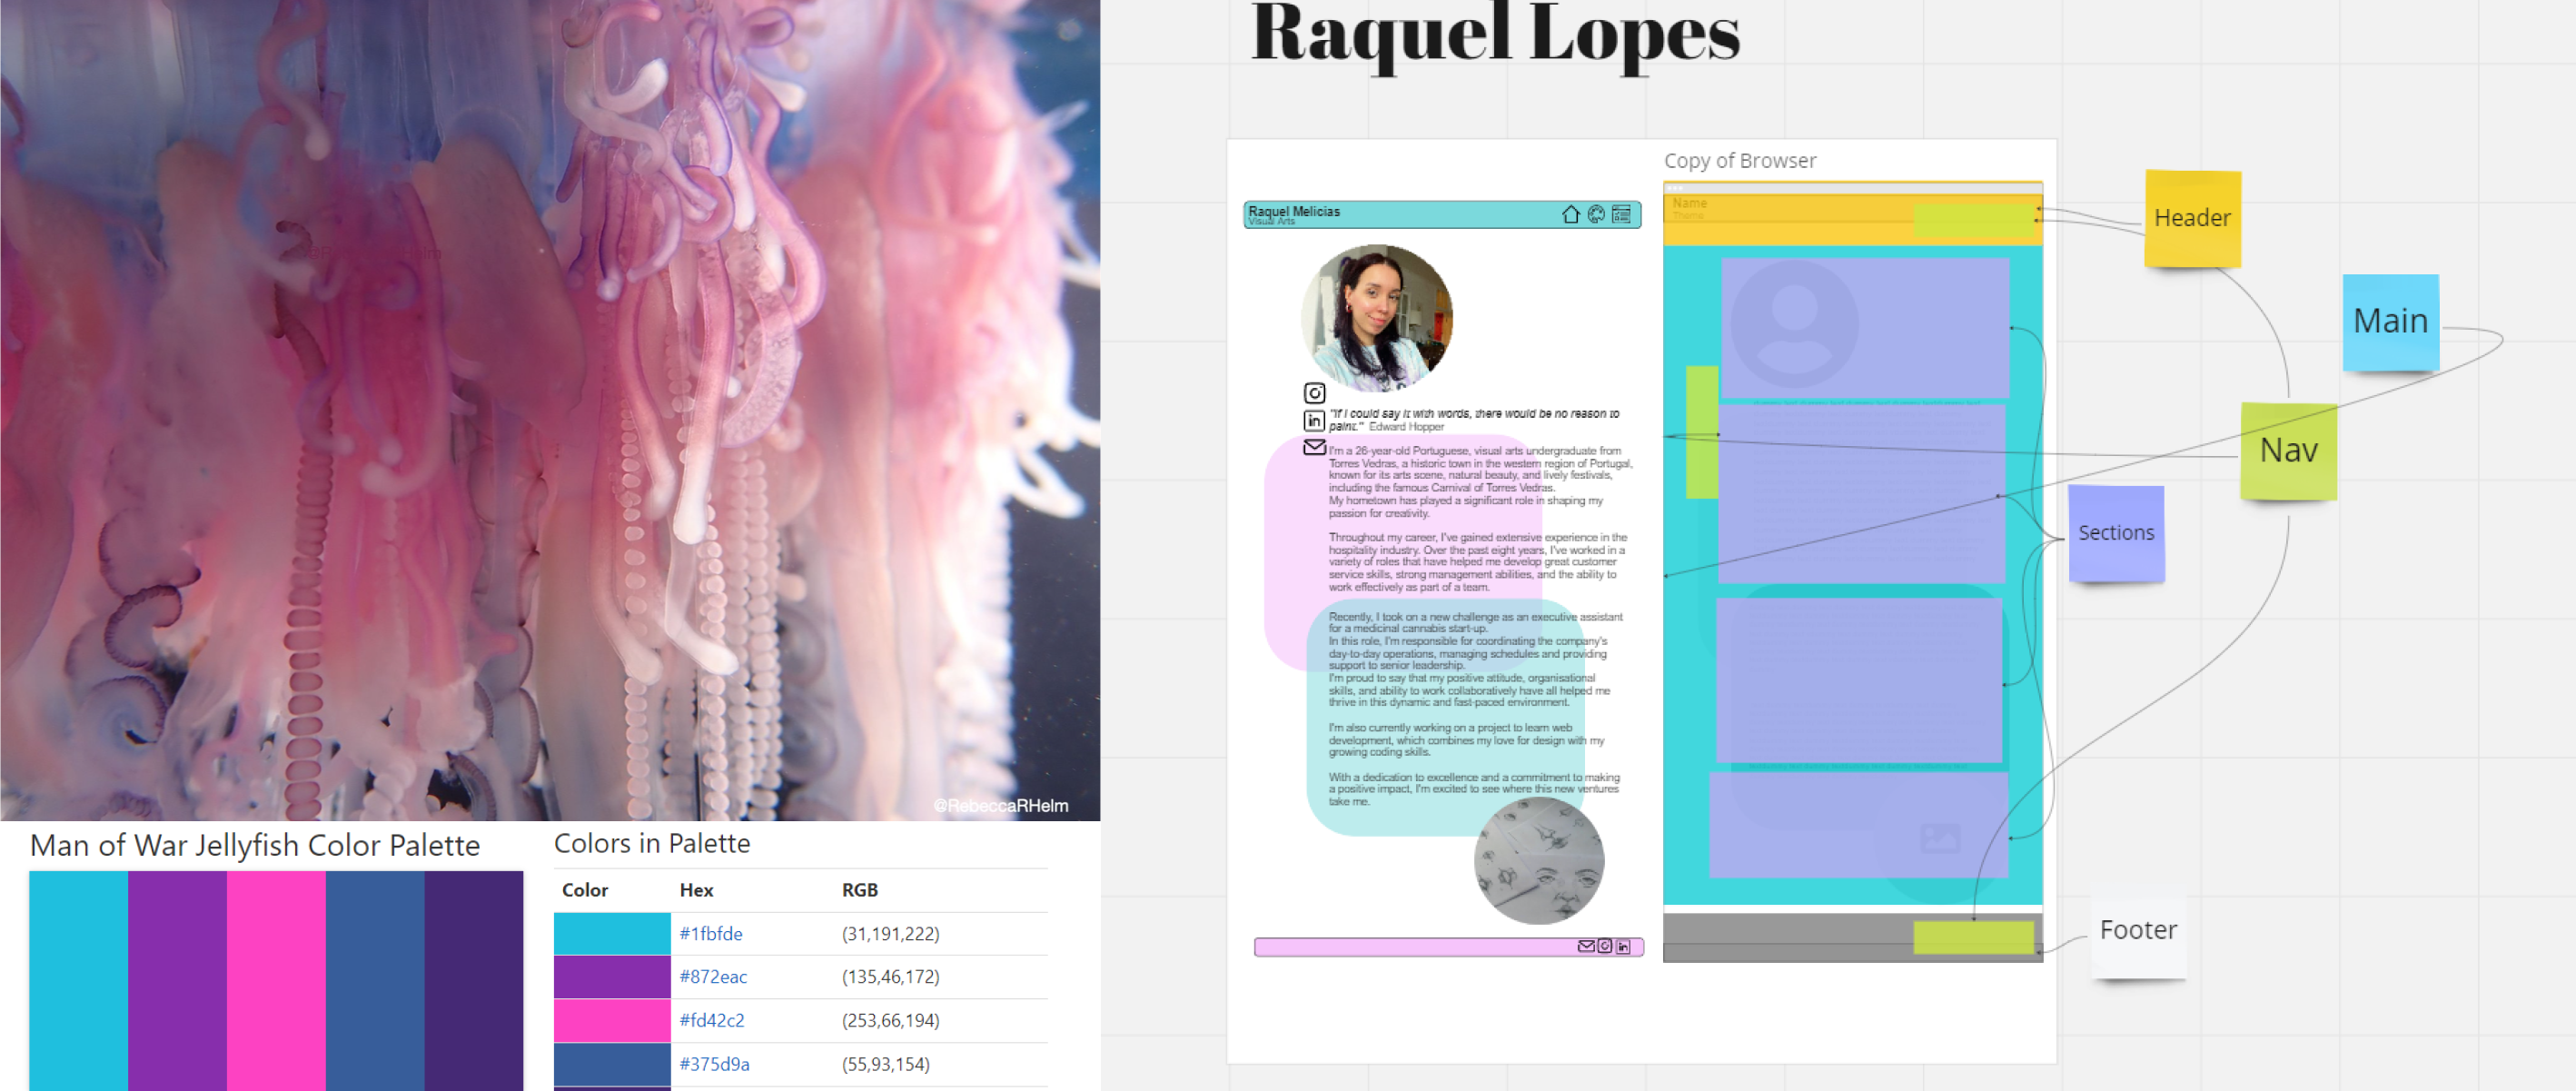 @RebeccaRHelm
Man of War Jellyfish Color Palette
Colors in Palette
Color Hex RGB
#1fbfde (31,191,222)
#872eac (135,46,172)
#fd42c2 (253,66,194)
#375d9a (55,93,154)
Raquel Lopes
Raquel Melicias
Visual Arts
"If I could say it with words, there would be no reason to
paint." Edward Hopper
I'm a 26-year-old Portuguese, visual arts undergraduate from
Torres Vedras, a historic town in the western region of Portugal,
known for its arts scene, natural beauty, and lively festivals,
including the famous Carnival of Torres Vedras.
My hometown has played a significant role in shaping my
passion for creativity.
Throughout my career, I've gained extensive experience in the
hospitality industry. Over the past eight years, I've worked in a
variety of roles that have helped me develop great customer
service skills, strong management abilities, and the ability to
work effectively as part of a team.
Recently, I took on a new challenge as an executive assistant
for a medicinal cannabis start-up.
In this role, I'm responsible for coordinating the company's
day-to-day operations, managing schedules and providing
support to senior leadership.
I'm proud to say that my positive attitude, organisational
skills, and ability to work collaboratively have all helped me
thrive in this dynamic and fast-paced environment.
I'm also currently working on a project to learn web
development, which combines my love for design with my
growing coding skills.
With a dedication to excellence and a commitment to making
a positive impact, I'm excited to see where this new ventures
take me.
in
in
Copy of Browser
Name
Theme
Header
Main
Nav
Sections
Footer